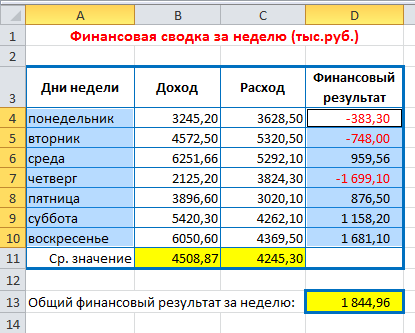 A B C D
1 Финансовая сводка за неделю (тыс.руб.)
2
3 Дни недели Доход Расход Финансовый результат
4 понедельник 3245,20 3628,50 -383,30
5 вторник 4572,50 5320,50 -748,00
6 среда 6251,66 5292,10 959,56
7 четверг 2125,20 3824,30 -1 699,10
8 пятница 3896,60 3020,10 876,50
9 суббота 5420,30 4262,10 1 158,20
10 воскресенье 6050,60 4369,50 1 681,10
11 Ср. значение 4508,87 4245,30
12
13 Общий финансовый результат за неделю: 1 844,96
14